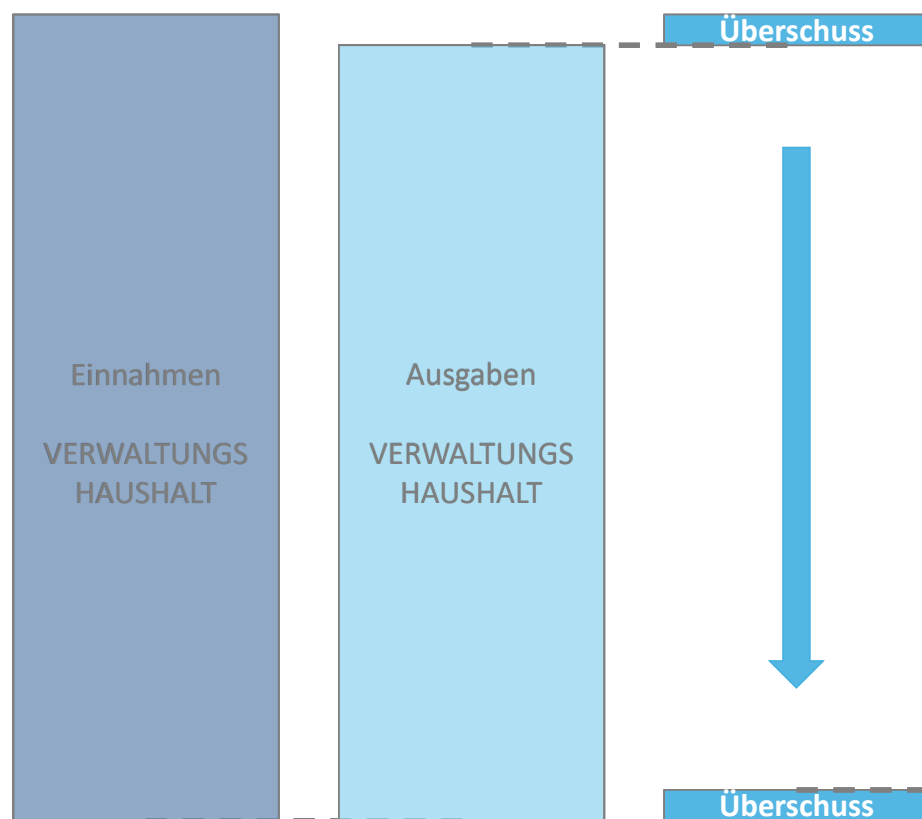 Überschuss
Einnahmen
VERWALTUNGS
HAUSHALT
Ausgaben
VERWALTUNGS
HAUSHALT
Überschuss